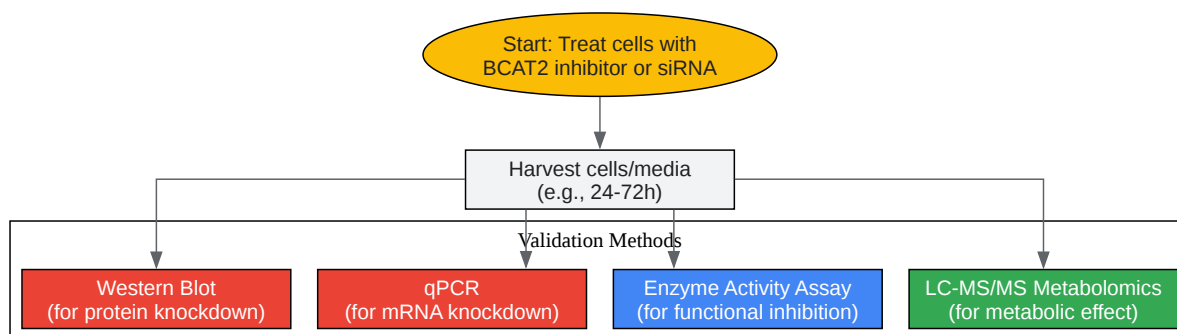 Start: Treat cells with
BCAT2 inhibitor or siRNA
Harvest cells/media
(e.g., 24-72h)
Validation Methods
Western Blot
(for protein knockdown)
qPCR
(for mRNA knockdown)
Enzyme Activity Assay
(for functional inhibition)
LC-MS/MS Metabolomics
(for metabolic effect)